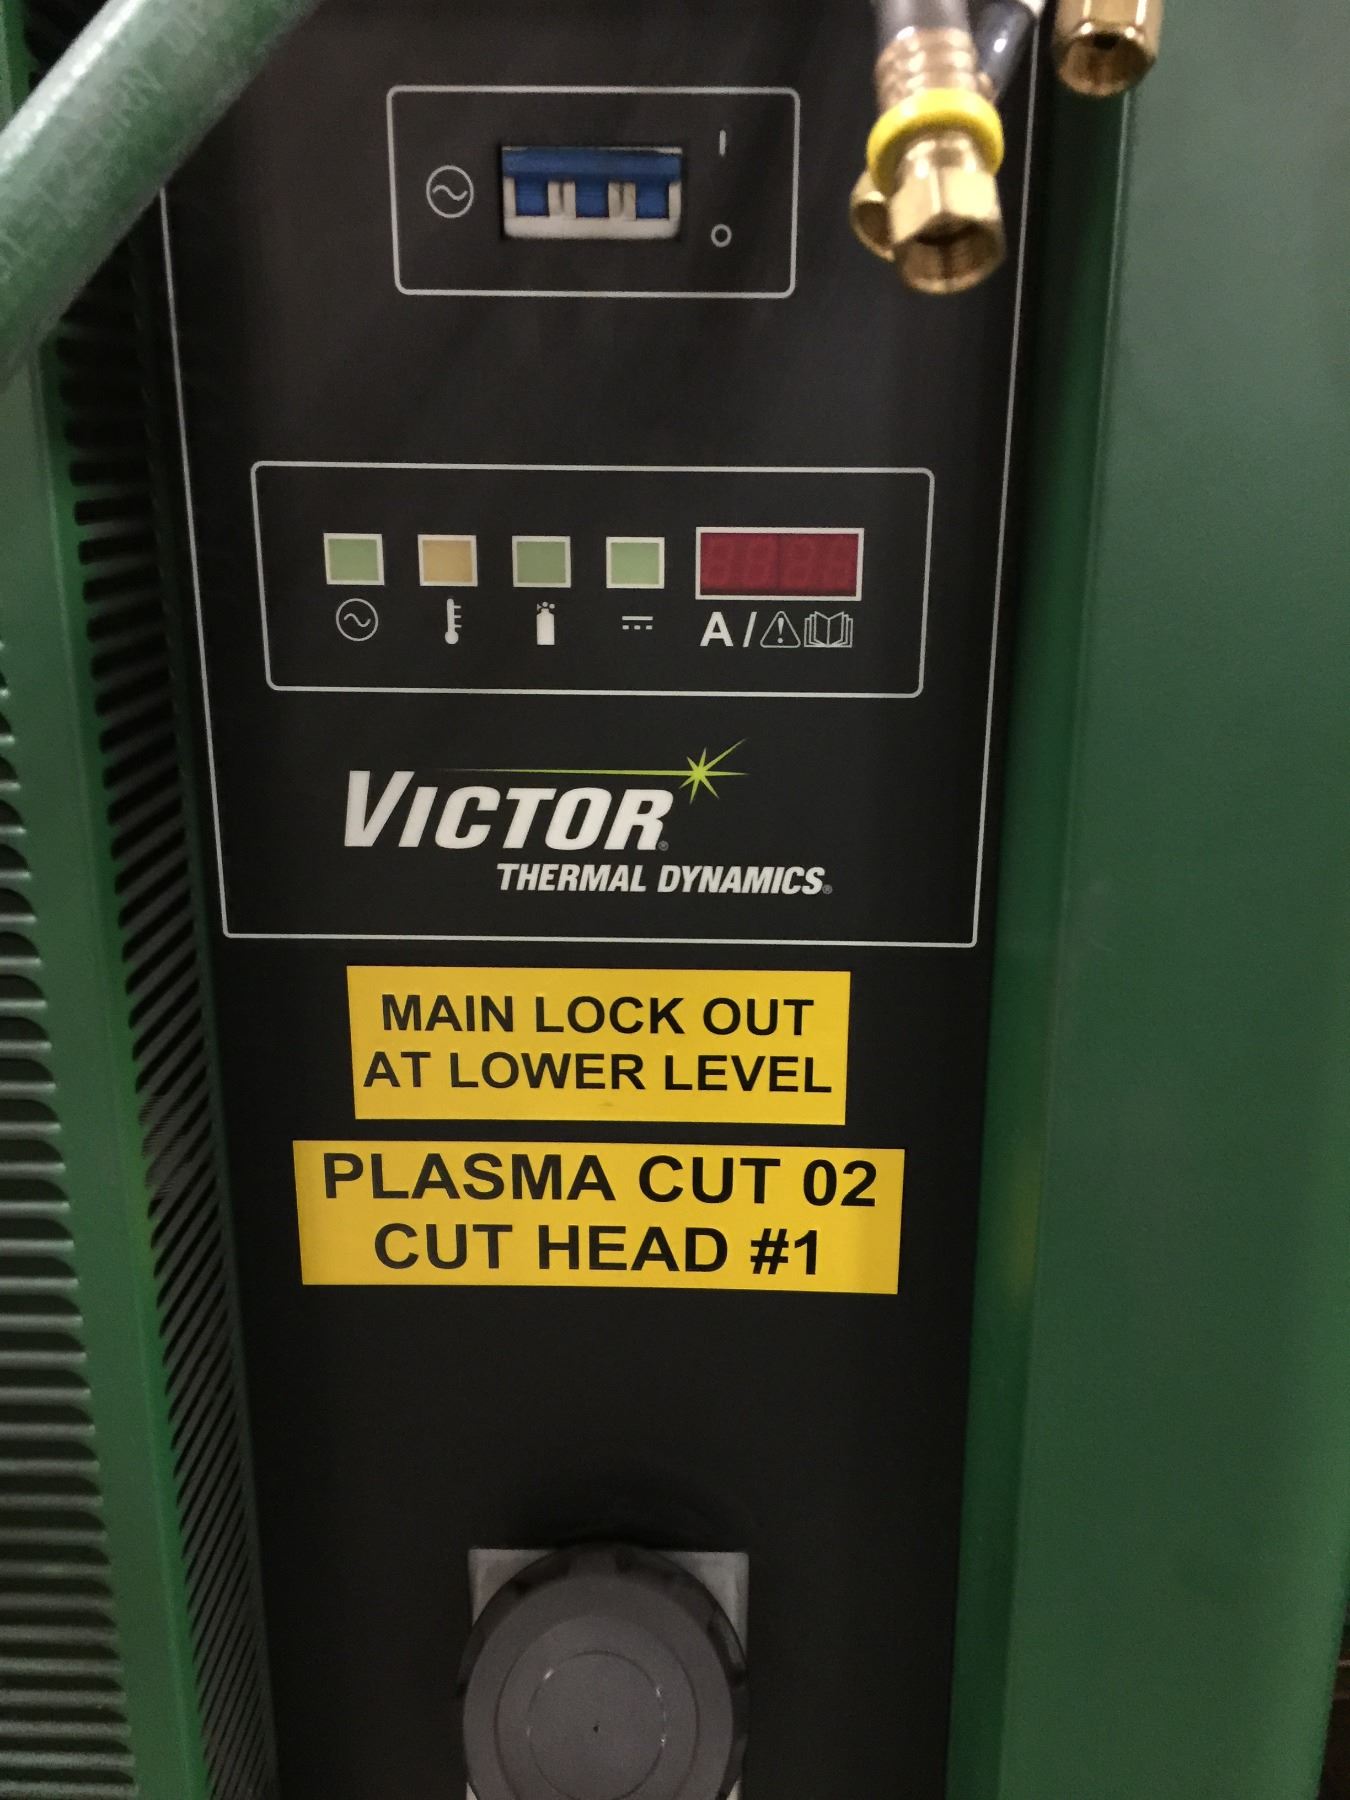 I
O
A /
VICTOR®
THERMAL DYNAMICS®
MAIN LOCK OUT
AT LOWER LEVEL
PLASMA CUT 02
CUT HEAD #1